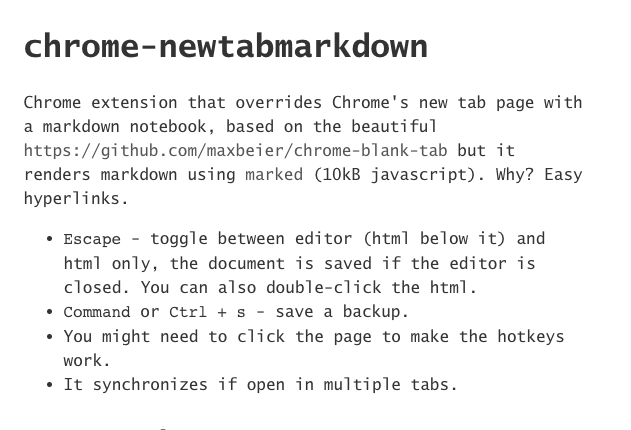 chrome-newtabmarkdown
Chrome extension that overrides Chrome's new tab page with
a markdown notebook, based on the beautiful
https://github.com/maxbeier/chrome-blank-tab but it
renders markdown using marked (10kB javascript). Why? Easy
hyperlinks.
• Escape - toggle between editor (html below it) and
html only, the document is saved if the editor is
closed. You can also double-click the html.
• Command or Ctrl + s - save a backup.
• You might need to click the page to make the hotkeys
work.
• It synchronizes if open in multiple tabs.